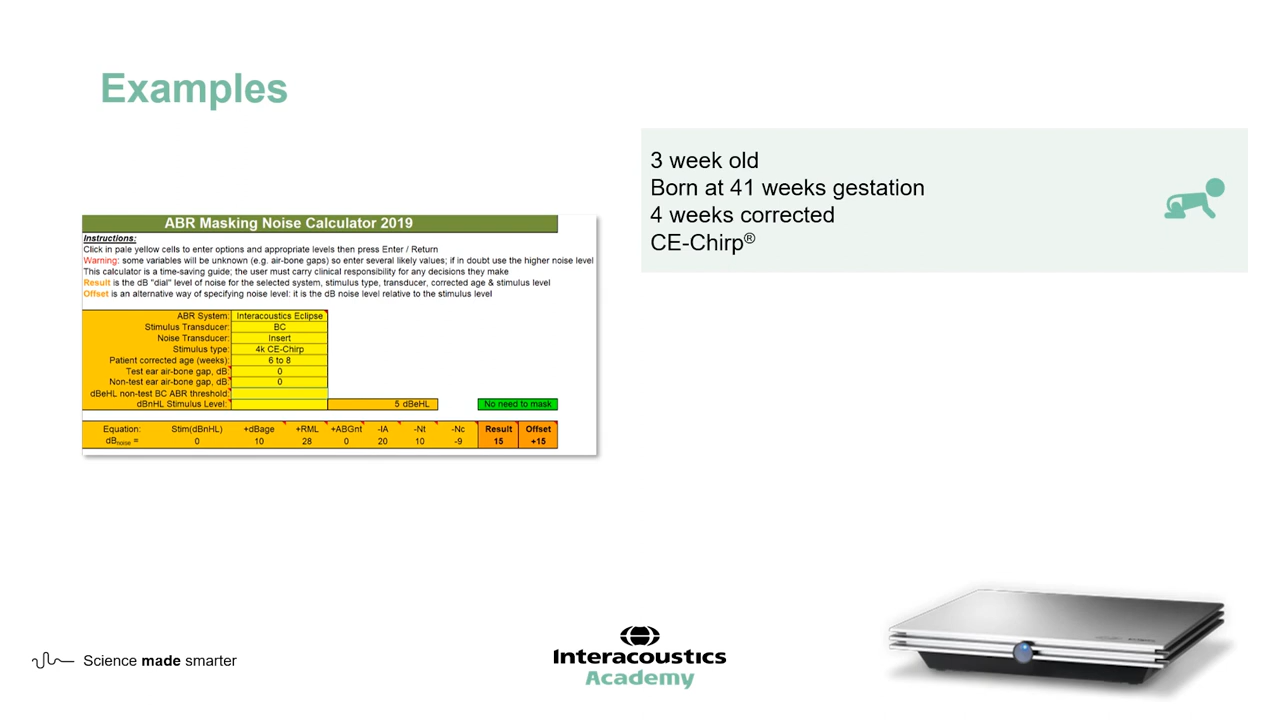 Examples
3 week old
Born at 41 weeks gestation
4 weeks corrected
CE-Chirp®
ABR Masking Noise Calculator 2019
Instructions:
Click in pale yellow cells to enter options and appropriate levels then press Enter / Return
Warning: some variables will be unknown (e.g. air-bone gaps) so enter several likely values; if in doubt use the higher noise level
This calculator is a time-saving guide; the user must carry clinical responsibility for any decisions they make
Result is the dB "dial" level of noise for the selected system, stimulus type, transducer, corrected age & stimulus level
Offset is an alternative way of specifying noise level: it is the dB noise level relative to the stimulus level
ABR System: Interacoustics Eclipse
Stimulus Transducer: BC
Noise Transducer: Insert
Stimulus type: 4k CE-Chirp
Patient corrected age (weeks): 6 to 8
Test ear air-bone gap, dB: 0
Non-test ear air-bone gap, dB: 0
dBeHL non-test BC ABR threshold:
dBnHL Stimulus Level: 5 dBeHL No need to mask
Equation: Stim(dBnHL) +dBage +RML +ABGnt -IA -Nt -Nc Result Offset
dBnoise = 0 10 28 0 20 10 -9 15 +15
Science made smarter
Interacoustics
Academy